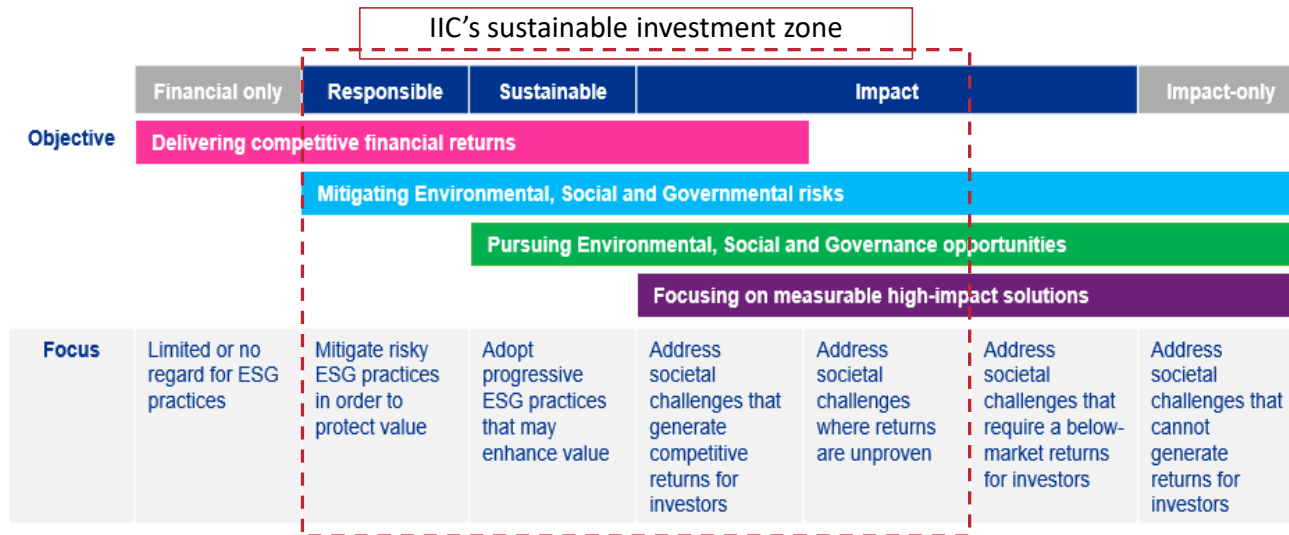 IIC’s sustainable investment zone
Financial only
Responsible
Sustainable
Impact
Impact-only
Objective
Delivering competitive financial returns
Mitigating Environmental, Social and Governmental risks
Pursuing Environmental, Social and Governance opportunities
Focusing on measurable high-impact solutions
Focus
Limited or no
regard for ESG
practices
Mitigate risky
ESG practices
in order to
protect value
Adopt
progressive
ESG practices
that may
enhance value
Address
societal
challenges that
generate
competitive
returns for
investors
Address
societal
challenges
where returns
are unproven
Address
societal
challenges that
require a below-
market returns
for investors
Address
societal
challenges that
cannot
generate
returns for
investors